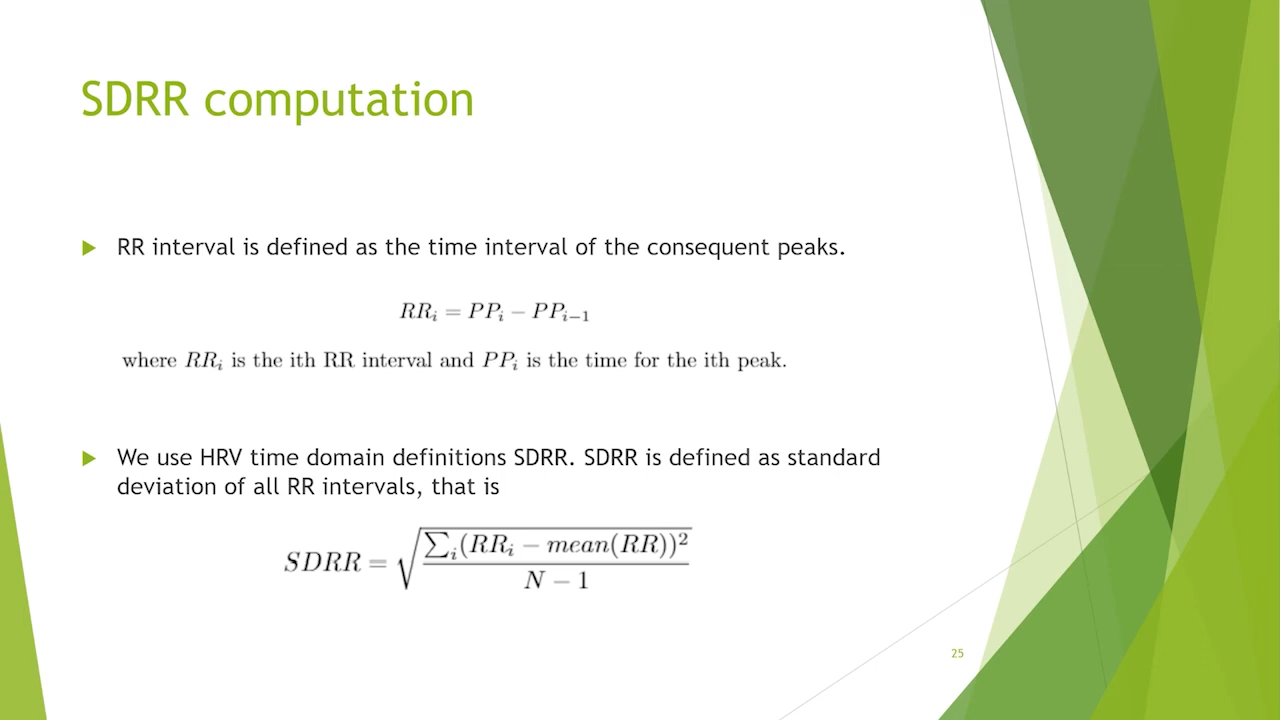 SDRR computation
RR interval is defined as the time interval of the consequent peaks.
RR_i = PP_i − PP_{i−1}
where RR_i is the ith RR interval and PP_i is the time for the ith peak.
We use HRV time domain definitions SDRR. SDRR is defined as standard
deviation of all RR intervals, that is
SDRR = √(∑_i(RR_i − mean(RR))² / (N − 1))
25